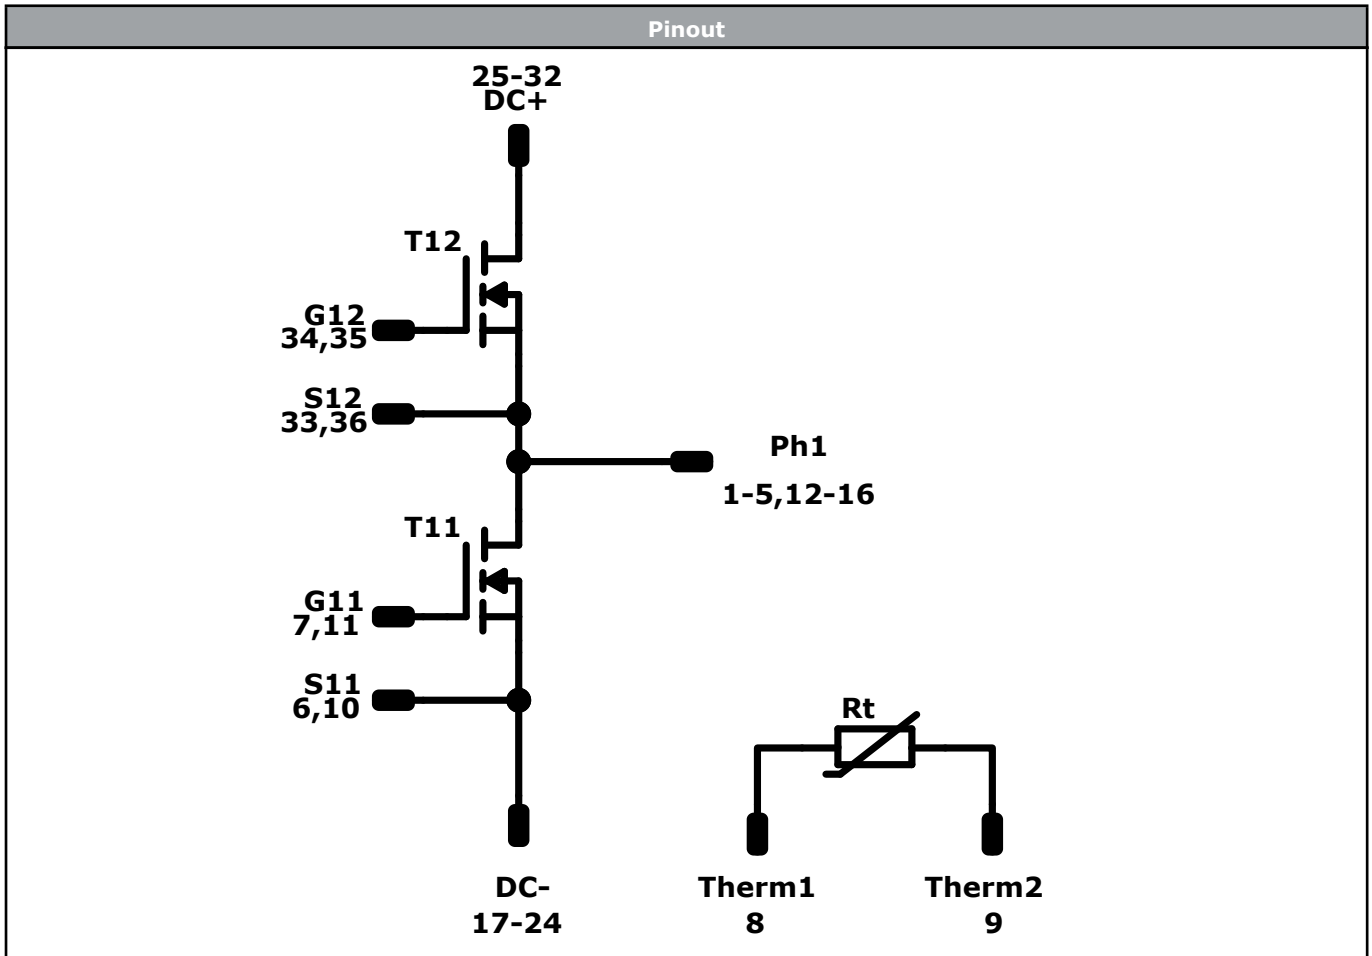 Pinout
25-32
DC+
T12
G12
34,35
S12
33,36
Ph1
1-5,12-16
T11
G11
7,11
S11
6,10
Rt
DC-
17-24
Therm1
8
Therm2
9